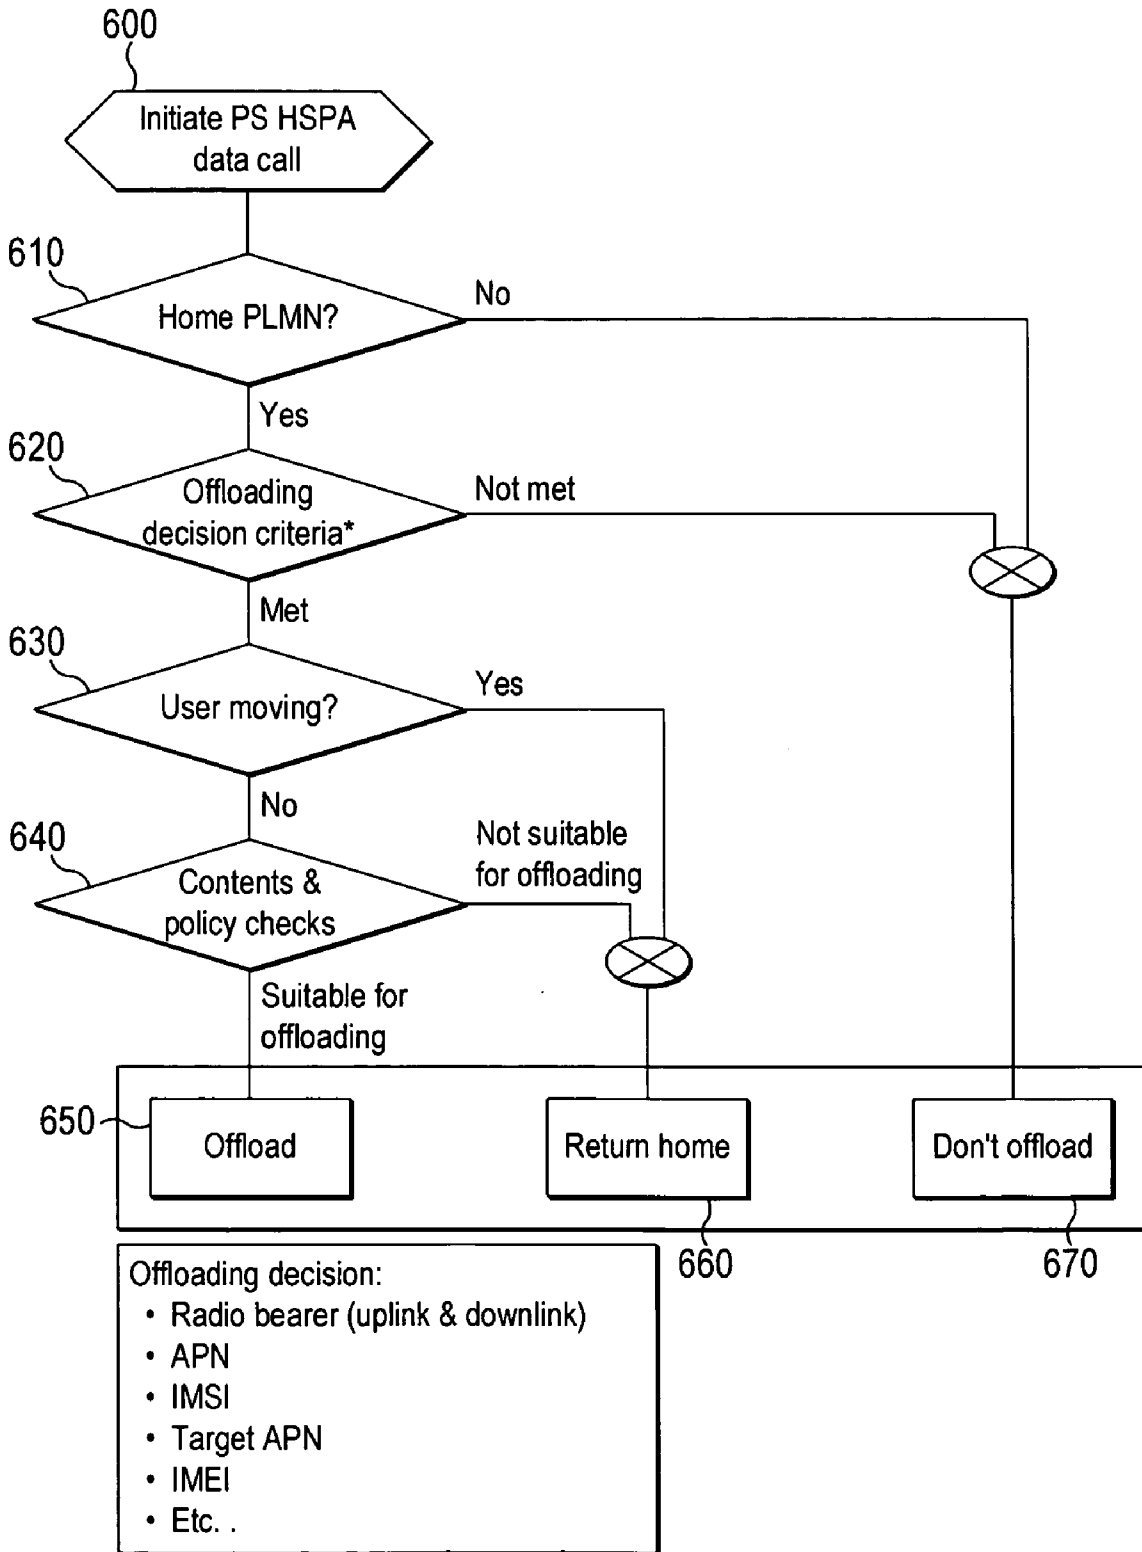 600
Initiate PS HSPA
data call
610
Home PLMN?
No
Yes
620
Offloading
decision criteria*
Not met
Met
630
User moving?
Yes
No
640
Contents &
policy checks
Not suitable
for offloading
Suitable for
offloading
650
Offload
Return home
Don't offload
660
670
Offloading decision:
• Radio bearer (uplink & downlink)
• APN
• IMSI
• Target APN
• IMEI
• Etc. .